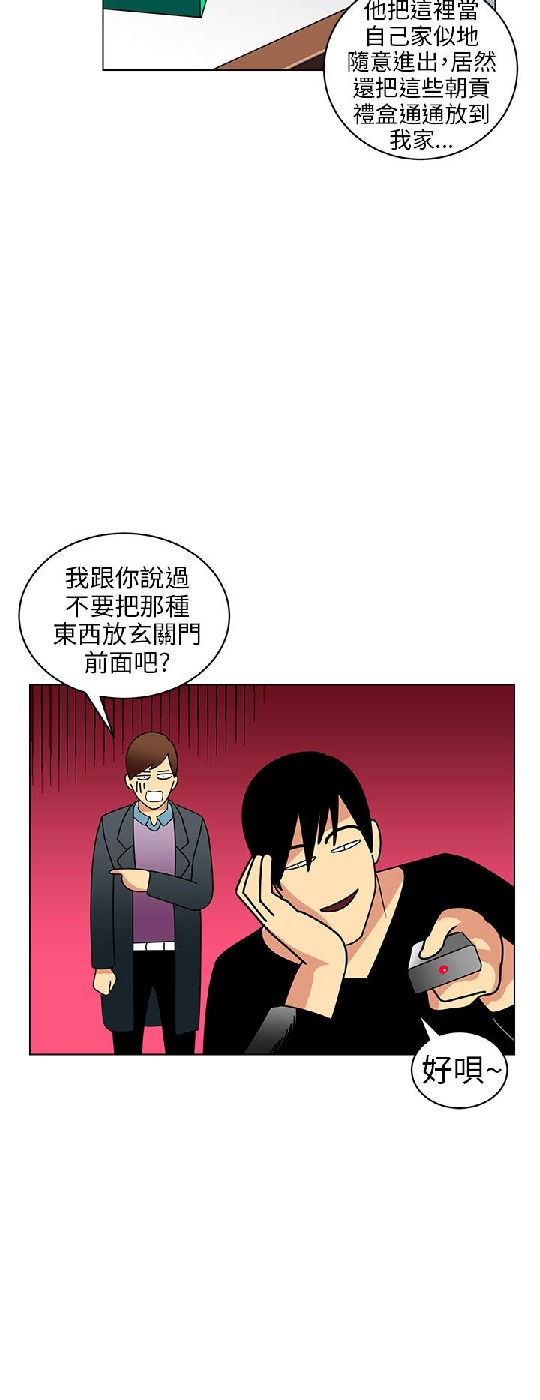 他把這裡當
自己家似地
隨意進出，居然
還把這些朝貢
禮盒通通放到
我家...
我跟你說過
不要把那種
東西放玄關門
前面吧?
好唄~